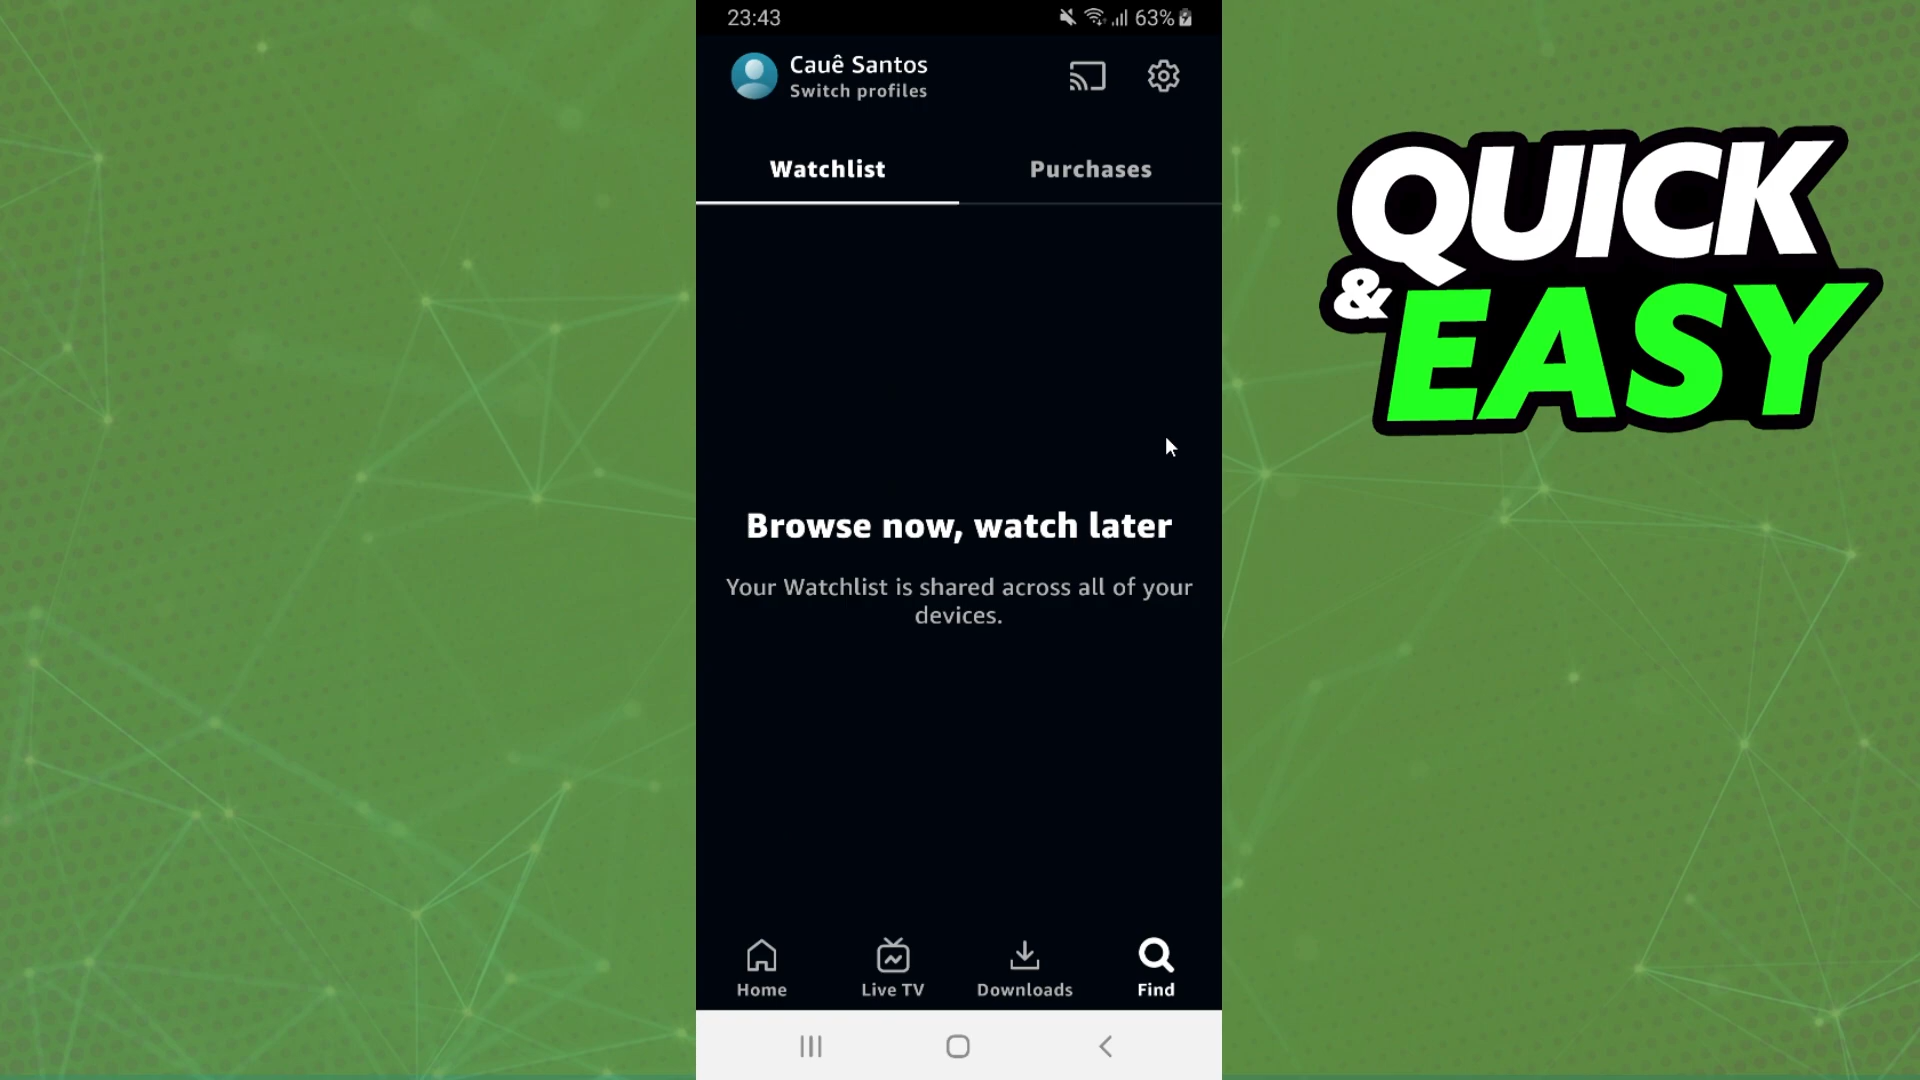 23:43
63%
Cauê Santos
Switch profiles
Watchlist
Purchases
Browse now, watch later
Your Watchlist is shared across all of your
devices.
Home
Live TV
Downloads
Find
QUICK
& EASY